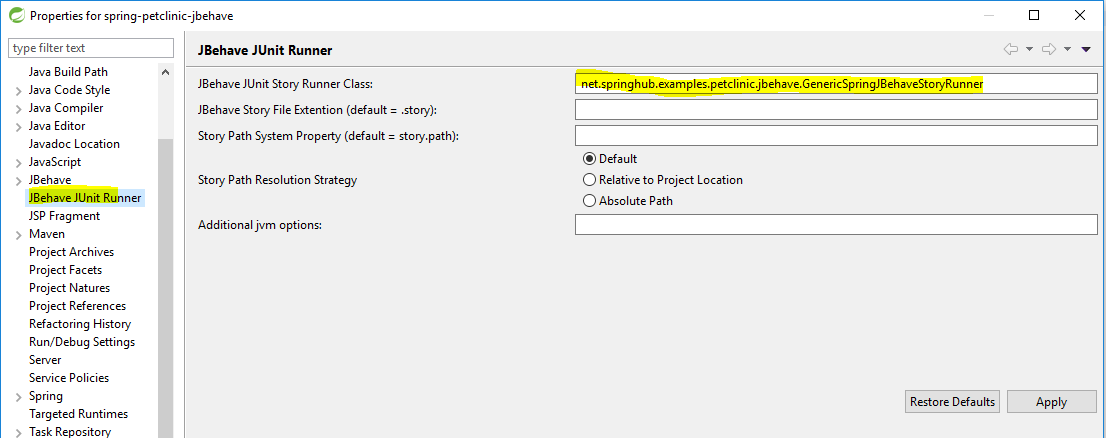 Properties for spring-petclinic-jbehave
type filter text
Java Build Path
Java Code Style
Java Compiler
Java Editor
Javadoc Location
JavaScript
JBehave
JBehave JUnit Runner
JSP Fragment
Maven
Project Archives
Project Facets
Project Natures
Project References
Refactoring History
Run/Debug Settings
Server
Service Policies
Spring
Targeted Runtimes
Task Repository
JBehave JUnit Runner
JBehave JUnit Story Runner Class: net.springhub.examples.petclinic.jbehave.GenericSpringJBehaveStoryRunner
JBehave Story File Extention (default = .story):
Story Path System Property (default = story.path):
Default
Story Path Resolution Strategy Relative to Project Location
Absolute Path
Additional jvm options:
Restore Defaults Apply